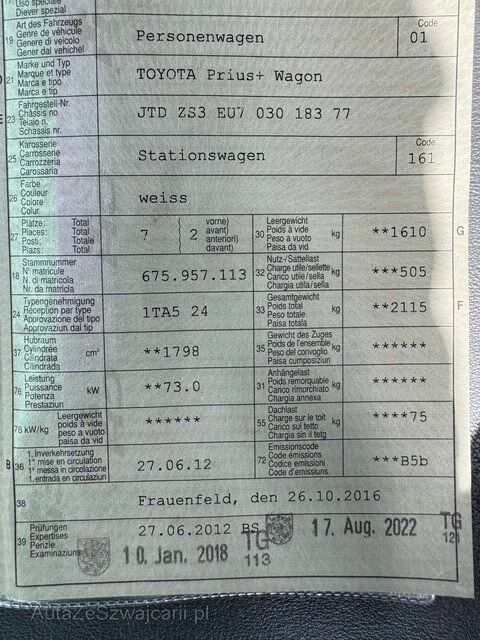 Uso speciale
Diever spezial
19 Art des Fahrzeugs
Genre de véhicule
Genere di veicolo
Gener dal vehichel
Personenwagen
Code
01
21 Marke und Typ
Marque et type
Marca e tipo
Marca e tip
TOYOTA Prius+ Wagon
23 Fahrgestell-Nr.
Châssis no
Telaio n.
Schassis nr.
JTD ZS3 EU7 030 183 77
25 Karosserie
Carrosserie
Carrozzeria
Carossaria
Stationswagen
Code
161
26 Farbe
Couleur
Colore
Colur
weiss
27 Plätze: Total
Places: Total
Posti: Totale
Plazs: Total
7 2 vorne)
avant)
anteriori)
davant)
30 Leergewicht
Poids à vide
Peso a vuoto
Paisa da vid
kg **1610 G
18 Stammnummer
N° matricule
N. di matricola
Nr. da matricla
675.957.113
32 Nutz-/Sattellast
Charge utile/sellette
Carico utile/sella
Chargia utila/sella
kg ***505
24 Typengenehmigung
Réception par type
Approvazione del tipo
Approvaziun dal tip
1TA5 24
33 Gesamtgewicht
Poids total
Peso totale
Paisa totala
kg **2115 F
37 Hubraum
Cylindrée
Cilindrata
Cilindrada
cm³ **1798
35 Gewicht des Zuges
Poids de l'ensemble
Peso del convoglio
Paisa cumposiziun
kg ******
76 Leistung
Puissance
Potenza
Prestaziun
kW **73.0
31 Anhängelast
Poids remorquable
Carico rimorchiato
Chargia annexa
kg ******
78 kW/kg Leergewicht
poids à vide
peso a vuoto
paisa da vid
******
55 Dachlast
Charge sur le toit
Carico sul tetto
Chargia sin il tetg
kg ****75
B 36 1. Inverkehrsetzung
1re mise en circulation
1a messa in circolazione
1. entrada en circulaziun
27.06.12
72 Emissionscode
Code émissions
Codice emissioni
Code d'emissiuns
***B5b
38 Frauenfeld, den 26.10.2016
39 Prüfungen
Expertises
Perizie
Examinaziuns
27.06.2012 BS
17. Aug. 2022
TG
121
10. Jan. 2018
TG
113
AutaZeSzwajcarii.pl